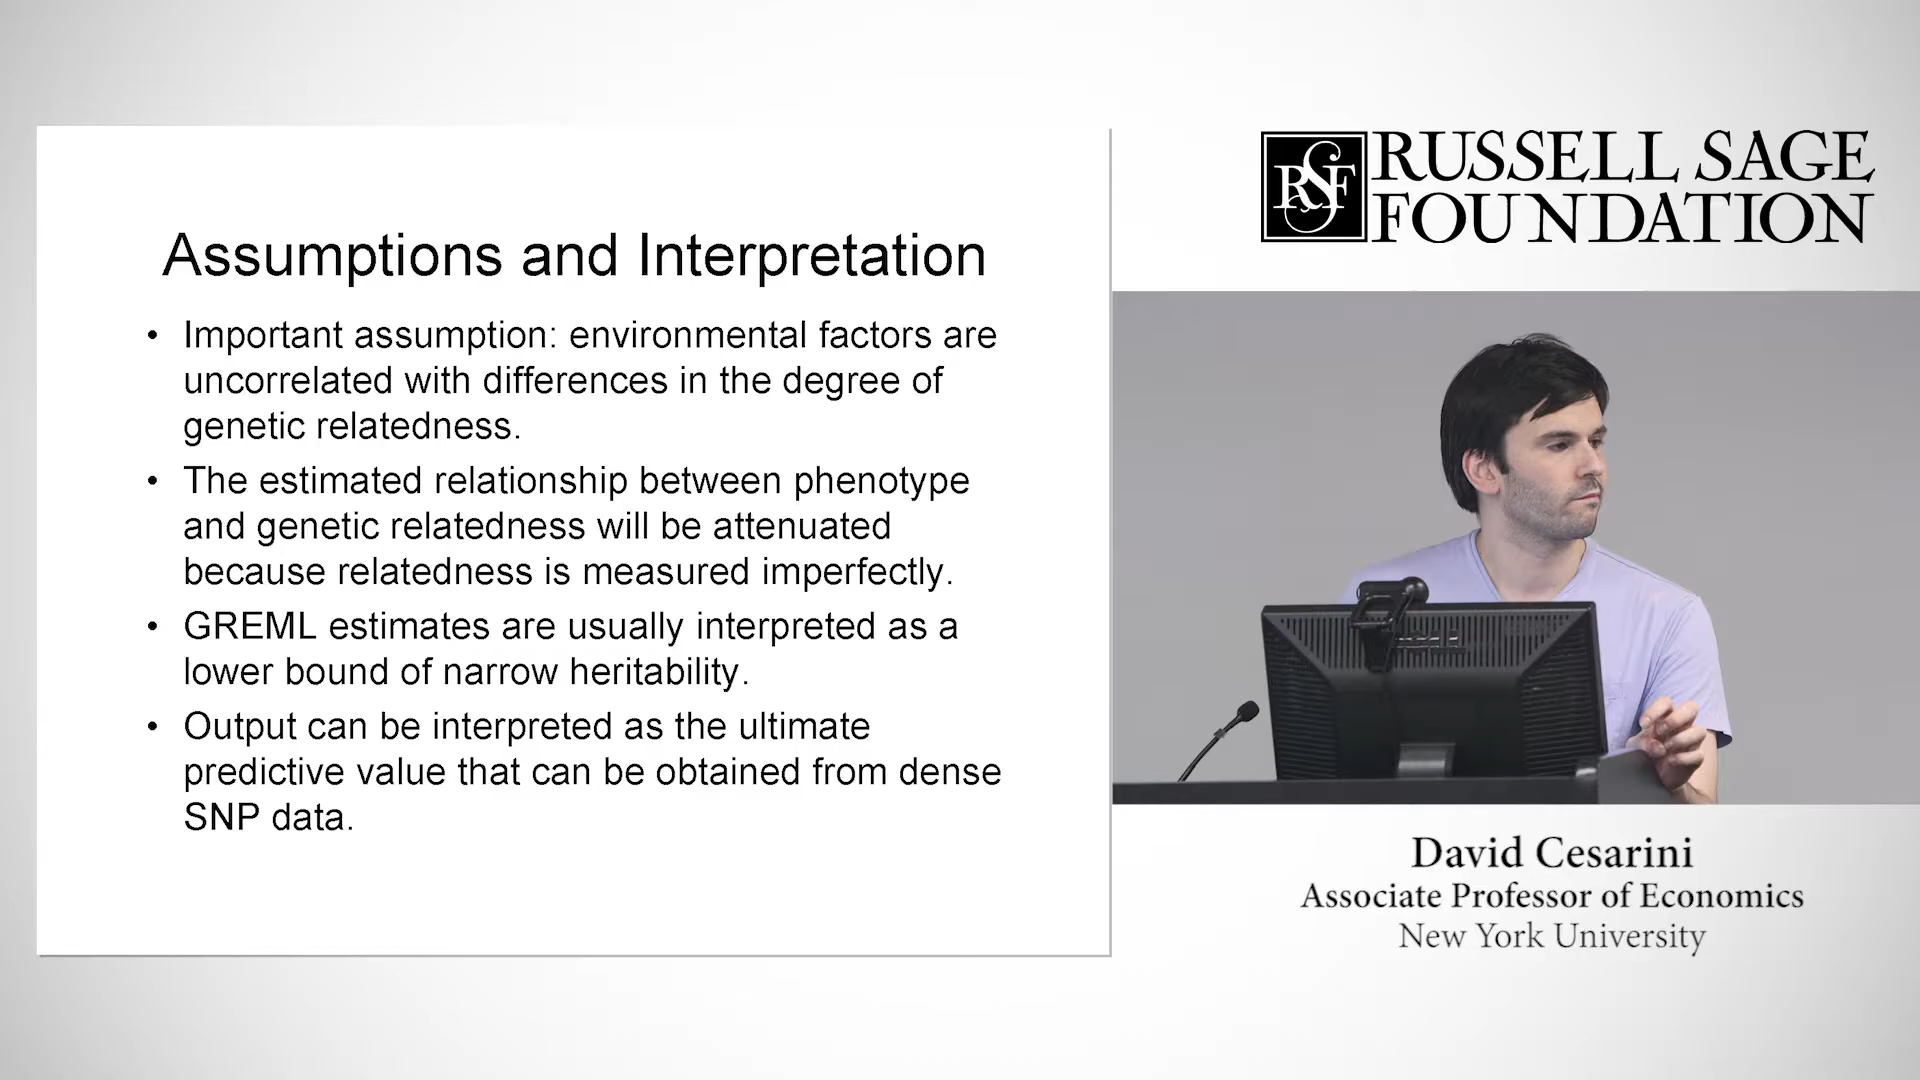 Assumptions and Interpretation
• Important assumption: environmental factors are
uncorrelated with differences in the degree of
genetic relatedness.
• The estimated relationship between phenotype
and genetic relatedness will be attenuated
because relatedness is measured imperfectly.
• GREML estimates are usually interpreted as a
lower bound of narrow heritability.
• Output can be interpreted as the ultimate
predictive value that can be obtained from dense
SNP data.
RSF
RUSSELL SAGE
FOUNDATION
David Cesarini
Associate Professor of Economics
New York University